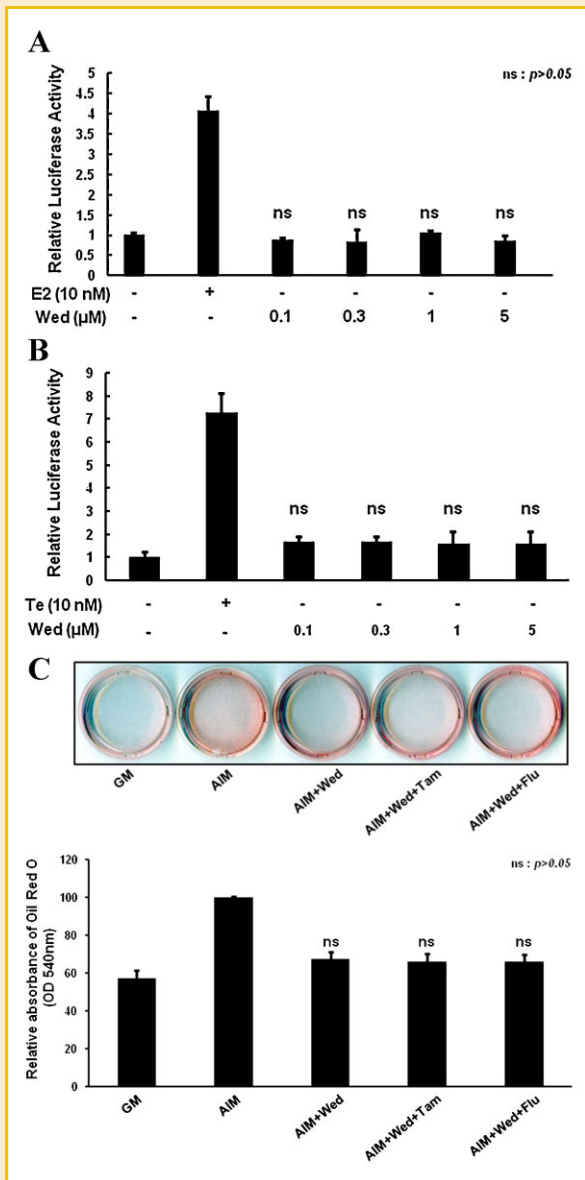 A
ns : p>0.05
Relative Luciferase Activity
5
4.5
4
3.5
3
2.5
2
1.5
1
0.5
0
ns ns ns ns
E2 (10 nM) - + - - - -
Wed (µM) - - 0.1 0.3 1 5
B
Relative Luciferase Activity
9
8
7
6
5
4
3
2
1
0
ns ns ns ns
Te (10 nM) - + - - - -
Wed (µM) - - 0.1 0.3 1 5
C
GM AIM AIM+Wed AIM+Wed+Tam AIM+Wed+Flu
ns : p>0.05
Relative absorbance of Oil Red O
(OD 540nm)
120
100
80
60
40
20
0
ns ns ns
GM AIM AIM+Wed AIM+Wed+Tam AIM+Wed+Flu